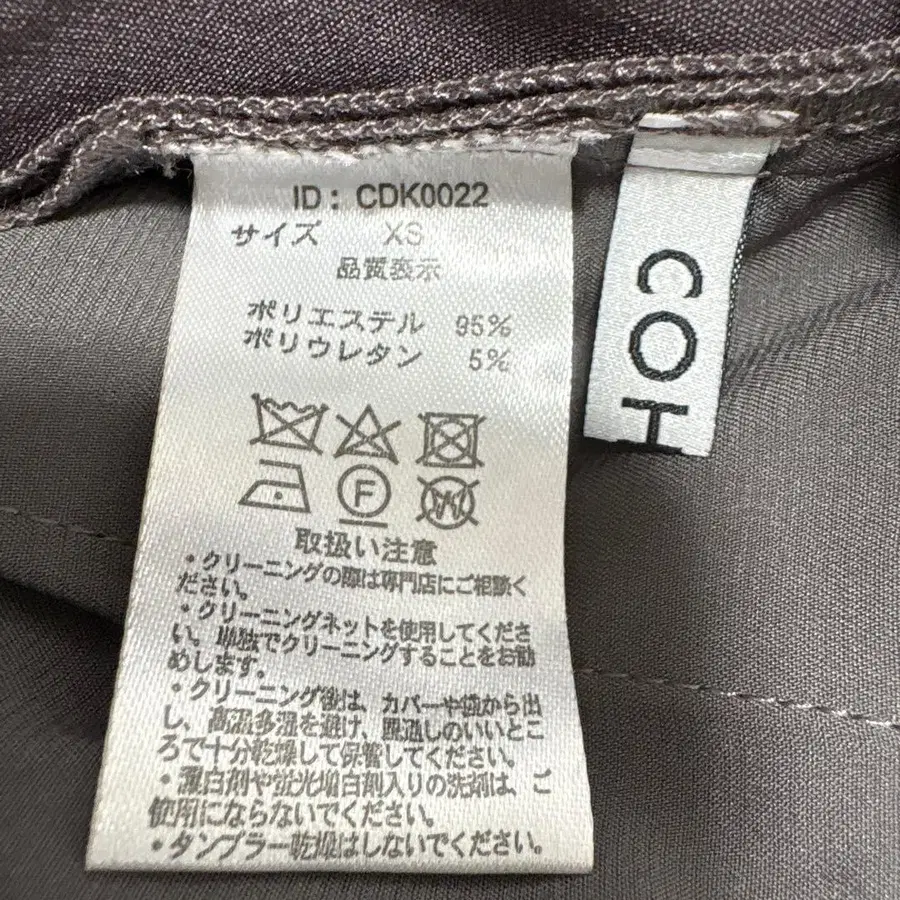 ID: CDK0022
サイズ XS
品質表示
ポリエステル 95%
ポリウレタン 5%
F
W
取扱い注意
・クリーニングの際は専門店にご相談く
ださい。
・クリーニングネットを使用してくださ
い。単独でクリーニングすることをお勧
めします。
・クリーニング後は、カバーや袋から出
し、高温多湿を避け、風通しのいいとこ
ろで十分乾燥して保管してください。
・漂白剤や蛍光増白剤入りの洗剤は、ご
使用にならないで下さい。
・タンブラー乾燥はしないで下さい。
COH